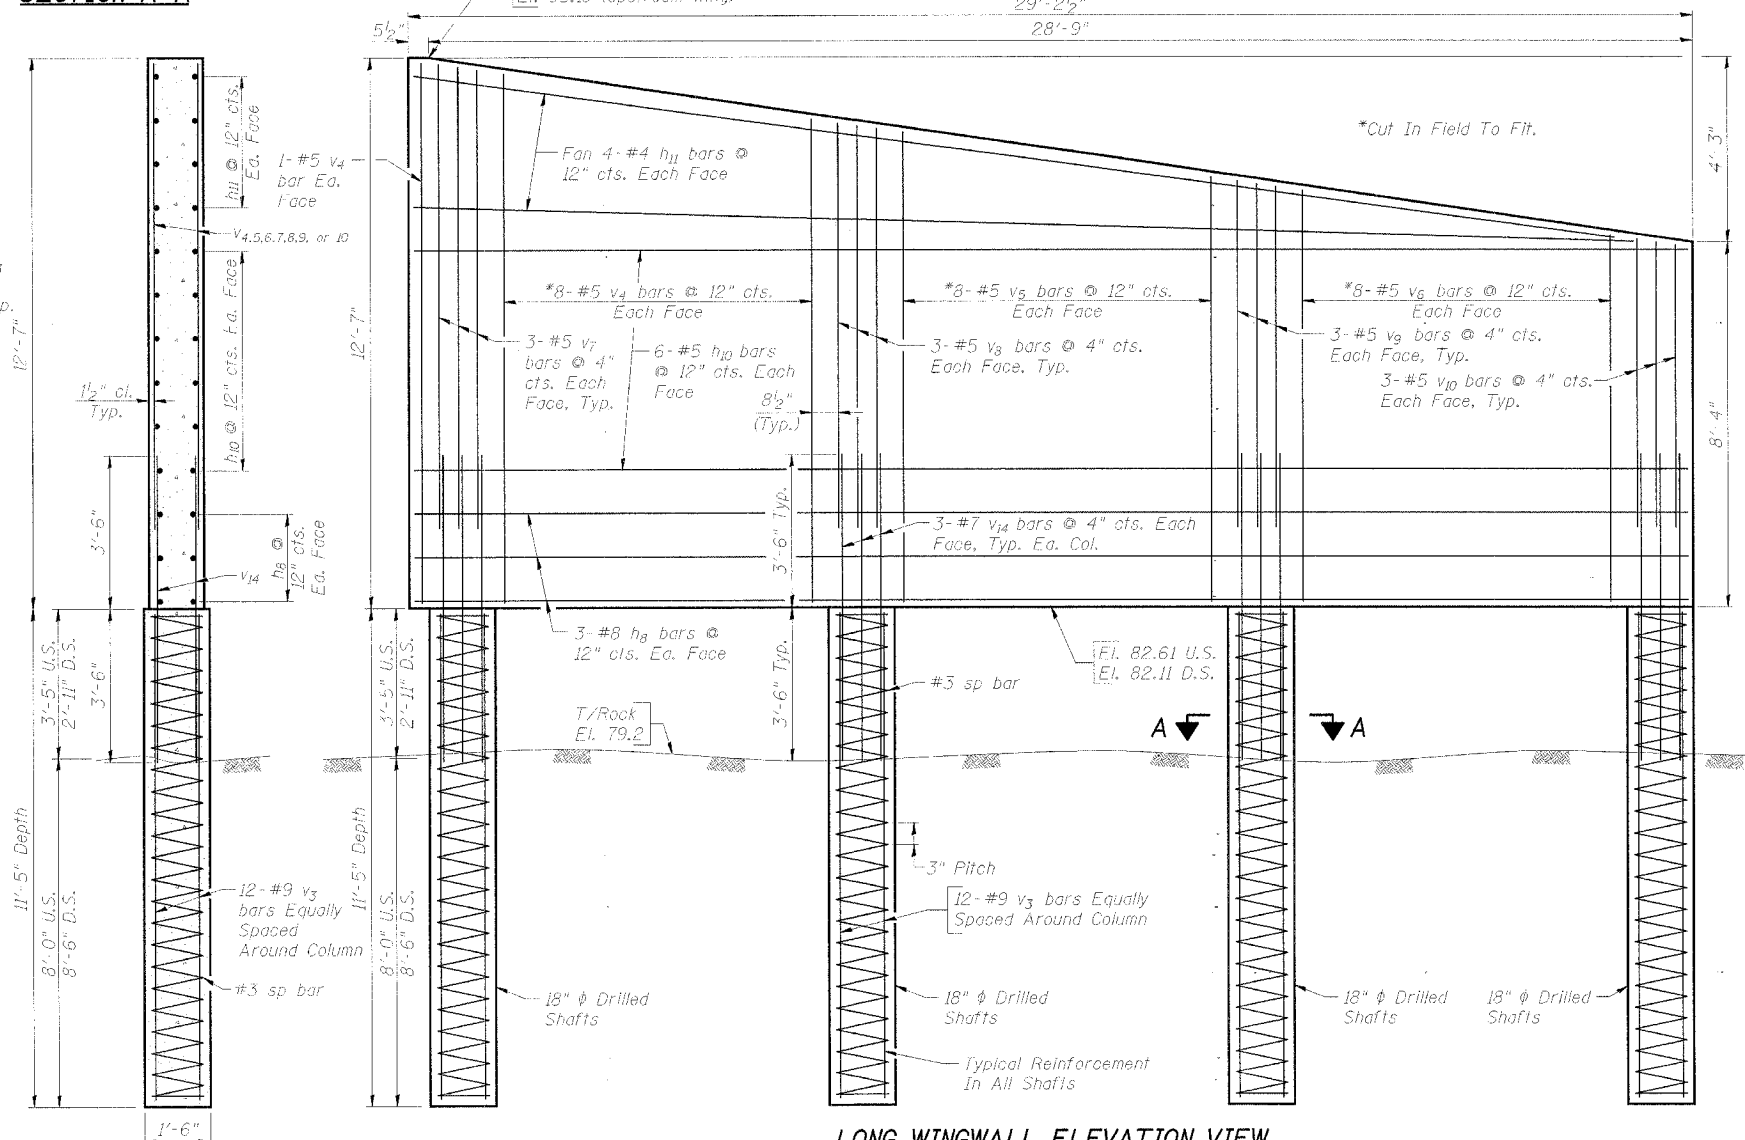 SECTION A-A
29'-2½"
28'-9"
5½"
h11 @ 12" cts.
Ea. Face
1-#5 v4
bar Ea.
Face
v4,5,6,7,8,9, or 10
12'-7"
12'-7"
h10 @ 12" cts. Ea. Face
1½" cl.
Typ.
3'-6"
h8 @
12" cts.
Ea. Face
v14
Fan 4-#4 h11 bars @
12" cts. Each Face
*Cut In Field To Fit.
4'-3"
8'-4"
*8-#5 v4 bars @ 12" cts.
Each Face
*8-#5 v5 bars @ 12" cts.
Each Face
*8-#5 v6 bars @ 12" cts.
Each Face
3-#5 v7
bars @ 4"
cts. Each
Face, Typ.
6-#5 h10 bars
@ 12" cts. Each
Face
8½"
(Typ.)
3-#5 v8 bars @ 4" cts.
Each Face, Typ.
3-#5 v9 bars @ 4" cts.
Each Face, Typ.
3-#5 v10 bars @ 4" cts.
Each Face, Typ.
3'-6" Typ.
3-#7 v14 bars @ 4" cts. Each
Face, Typ. Ea. Col.
3-#8 h8 bars @
12" cts. Ea. Face
El. 82.61 U.S.
El. 82.11 D.S.
3'-5" U.S.
2'-11" D.S.
3'-6"
3'-5" U.S.
2'-11" D.S.
3'-6" Typ.
#3 sp bar
T/Rock
El. 79.2
A A
11'-5" Depth
8'-0" U.S.
8'-6" D.S.
11'-5" Depth
8'-0" U.S.
8'-6" D.S.
3" Pitch
12-#9 v3
bars Equally
Spaced
Around Column
12-#9 v3 bars Equally
Spaced Around Column
#3 sp bar
18" φ Drilled
Shafts
18" φ Drilled
Shafts
18" φ Drilled
Shafts
18" φ Drilled
Shafts
Typical Reinforcement
In All Shafts
1'-6"
LONG WINGWALL ELEVATION VIEW